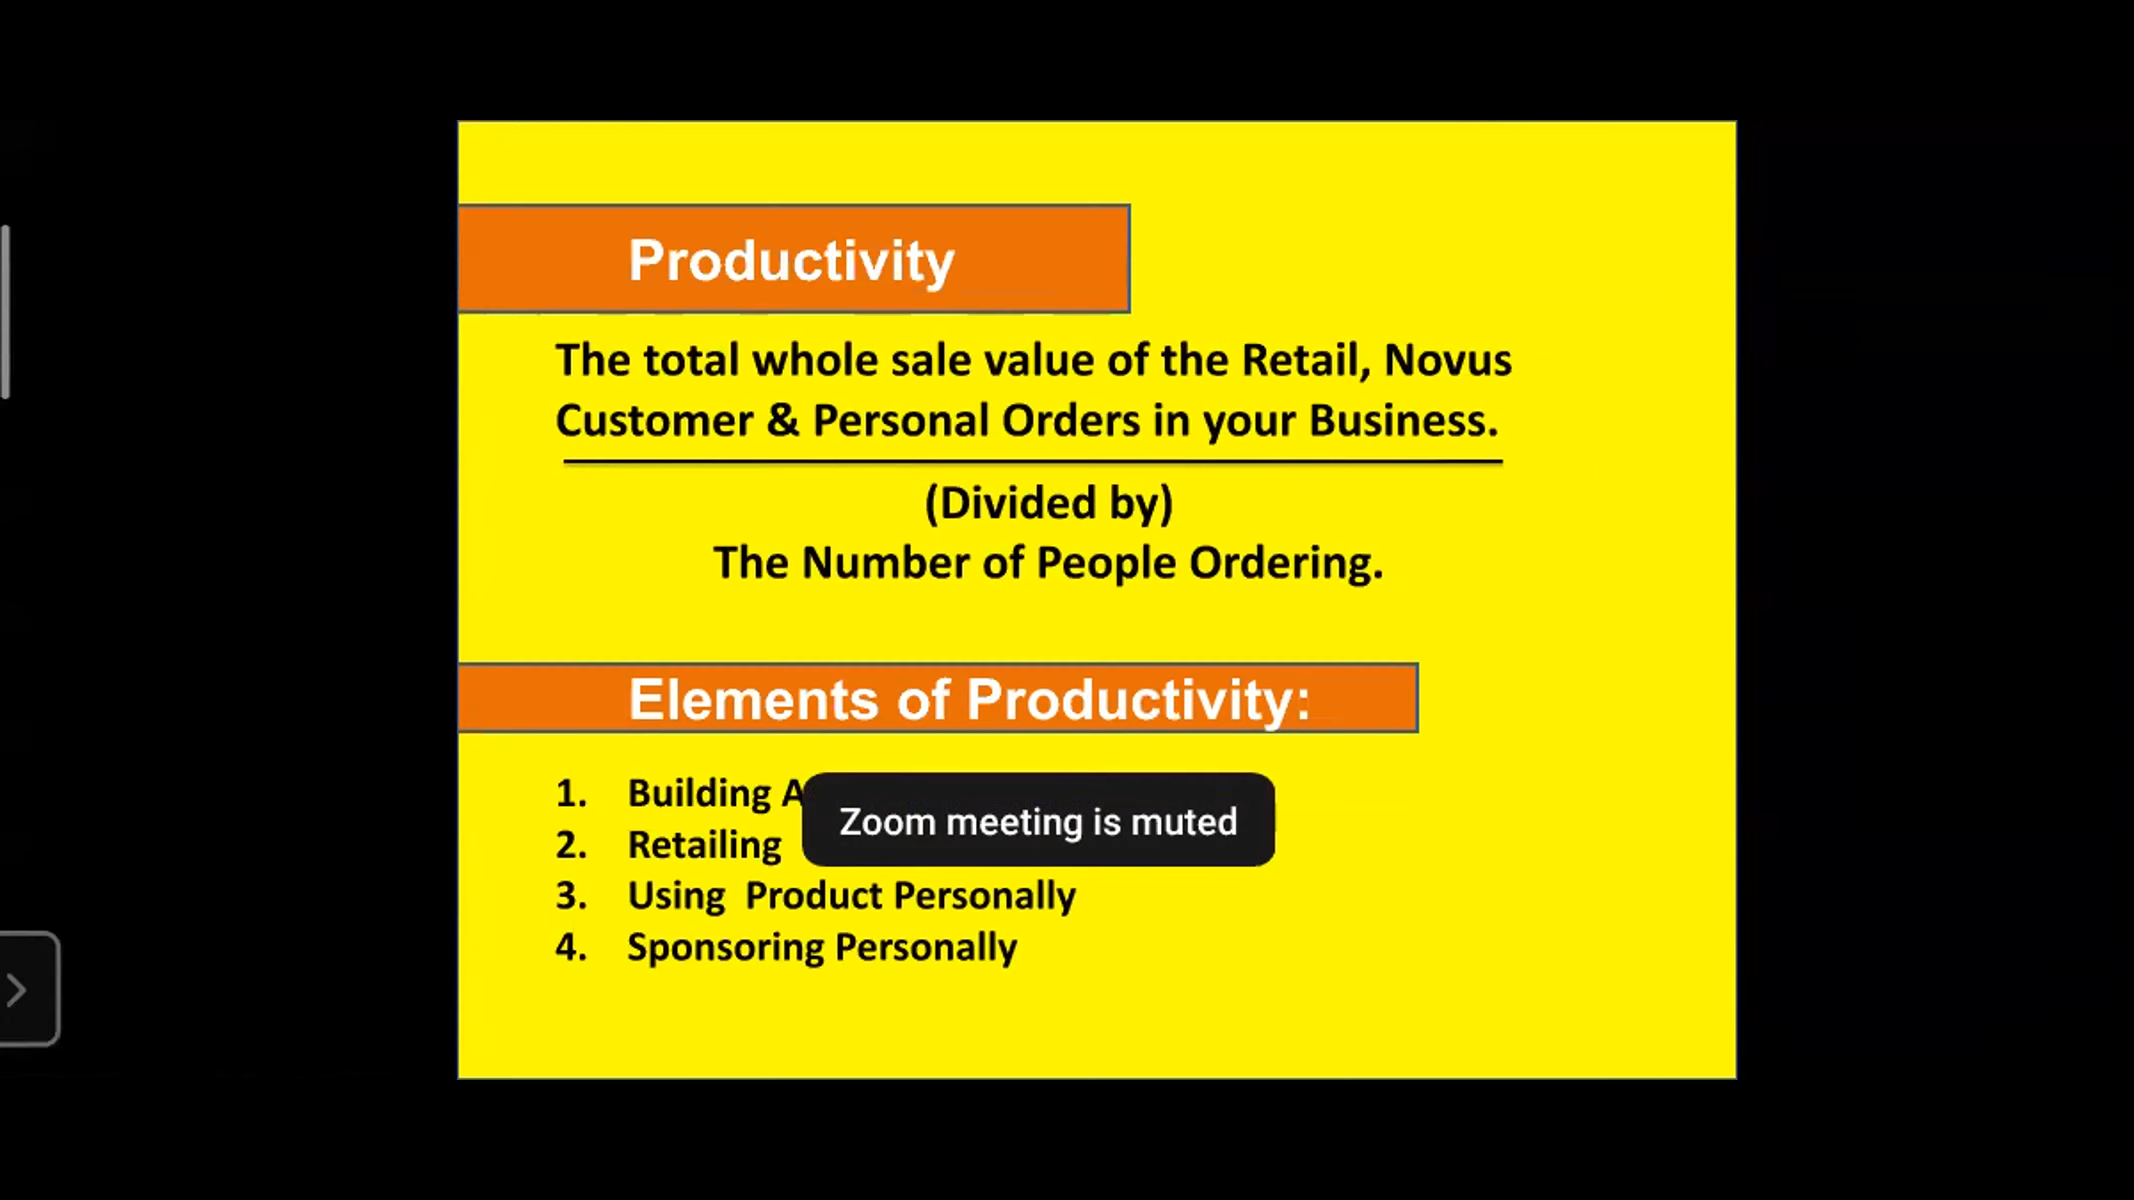 Productivity
The total whole sale value of the Retail, Novus
Customer & Personal Orders in your Business.
(Divided by)
The Number of People Ordering.
Elements of Productivity:
1. Building
Zoom meeting is muted
2. Retailing
3. Using Product Personally
4. Sponsoring Personally